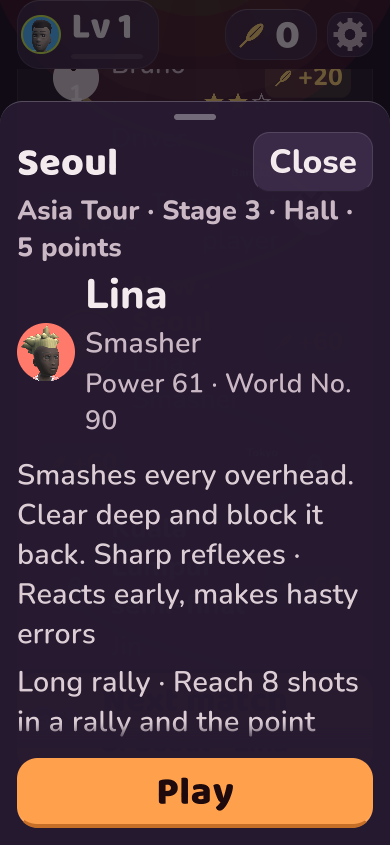 Lv 1
0
Bruno
1
+20
Seoul
Close
Asia Tour · Stage 3 · Hall ·
5 points
Lina
Smasher
Power 61 · World No.
90
Smashes every overhead.
Clear deep and block it
back. Sharp reflexes ·
Reacts early, makes hasty
errors
Long rally · Reach 8 shots
in a rally and the point
Play